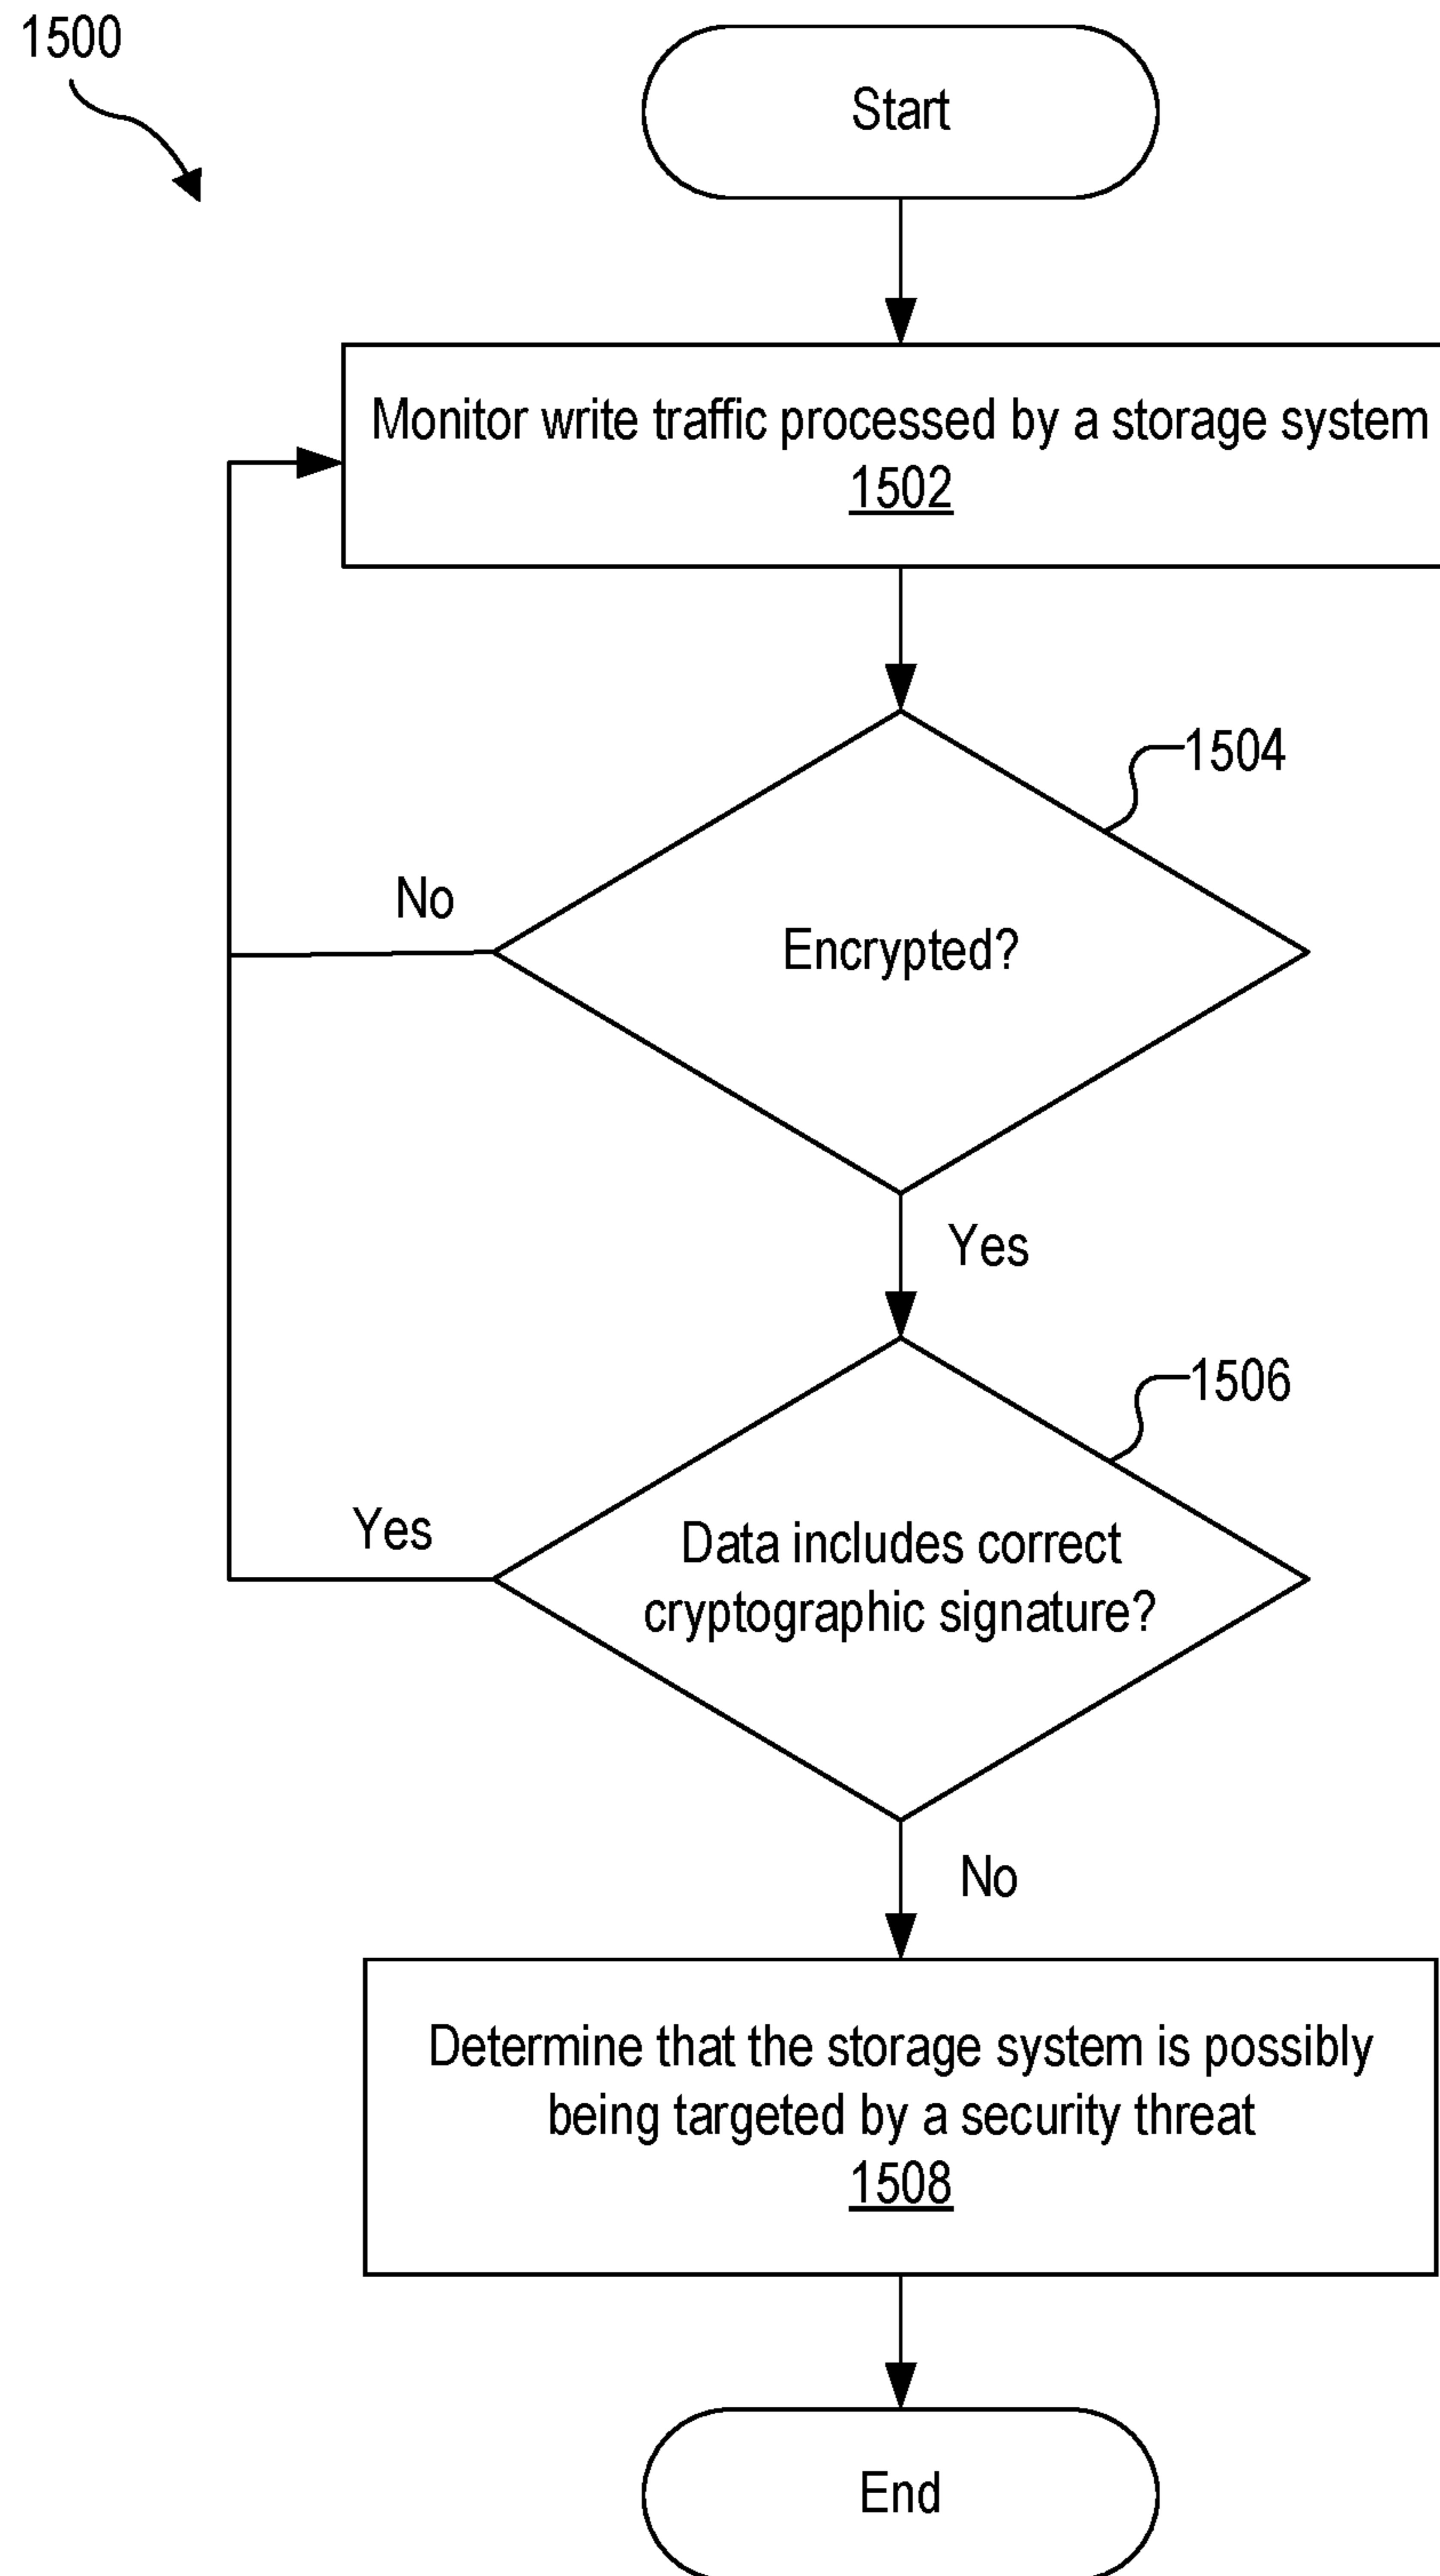 1500
Start
Monitor write traffic processed by a storage system
1502
1504
Encrypted?
No
Yes
1506
Data includes correct
cryptographic signature?
Yes
No
Determine that the storage system is possibly
being targeted by a security threat
1508
End